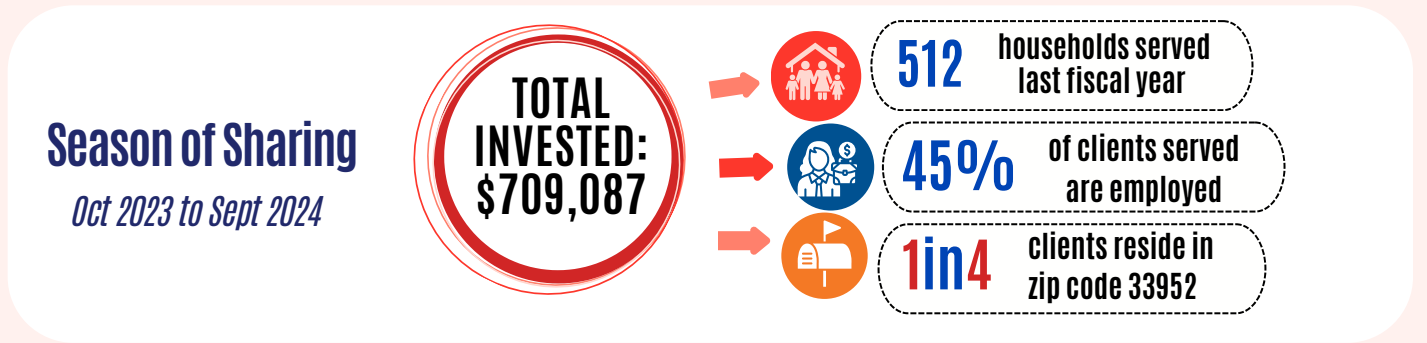 Season of Sharing
Oct 2023 to Sept 2024
TOTAL
INVESTED:
$709,087
512
households served
last fiscal year
$
45%
of clients served
are employed
1in4
clients reside in
zip code 33952